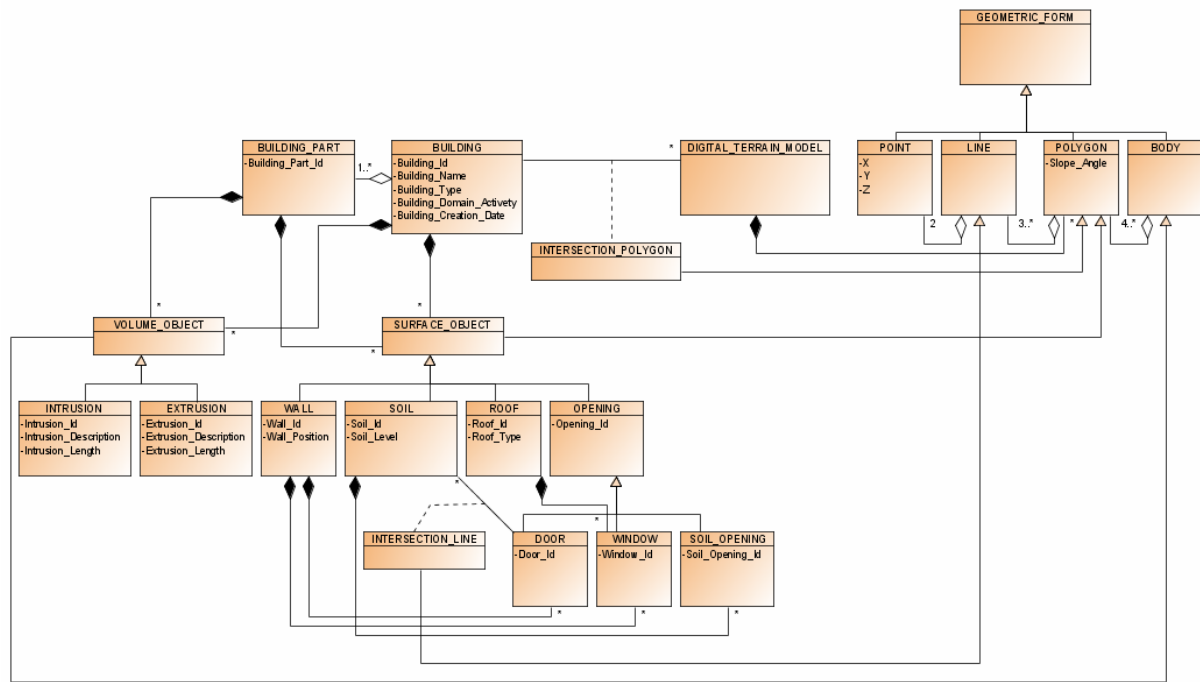 GEOMETRIC_FORM
BUILDING_PART
-Building_Part_Id
1..*
BUILDING
-Building_Id
-Building_Name
-Building_Type
-Building_Domain_Activety
-Building_Creation_Date
*
DIGITAL_TERRAIN_MODEL
POINT
-X
-Y
-Z
LINE
POLYGON
-Slope_Angle
BODY
2
3..*
*
4..*
INTERSECTION_POLYGON
*
*
*
*
VOLUME_OBJECT
SURFACE_OBJECT
INTRUSION
-Intrusion_Id
-Intrusion_Description
-Intrusion_Length
EXTRUSION
-Extrusion_Id
-Extrusion_Description
-Extrusion_Length
WALL
-Wall_Id
-Wall_Position
SOIL
-Soil_Id
-Soil_Level
ROOF
-Roof_Id
-Roof_Type
OPENING
-Opening_Id
*
*
INTERSECTION_LINE
DOOR
-Door_Id
WINDOW
-Window_Id
SOIL_OPENING
-Soil_Opening_Id
*
*
*